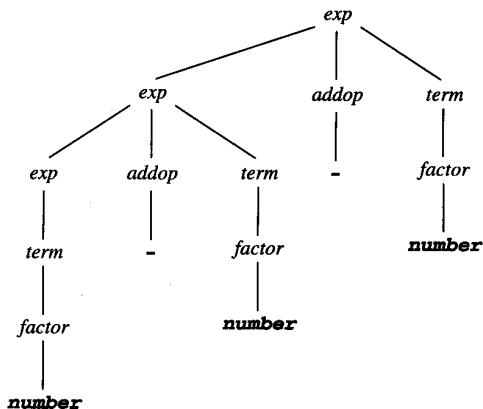 exp
exp addop term
exp addop term - factor
term - factor number
factor number
number